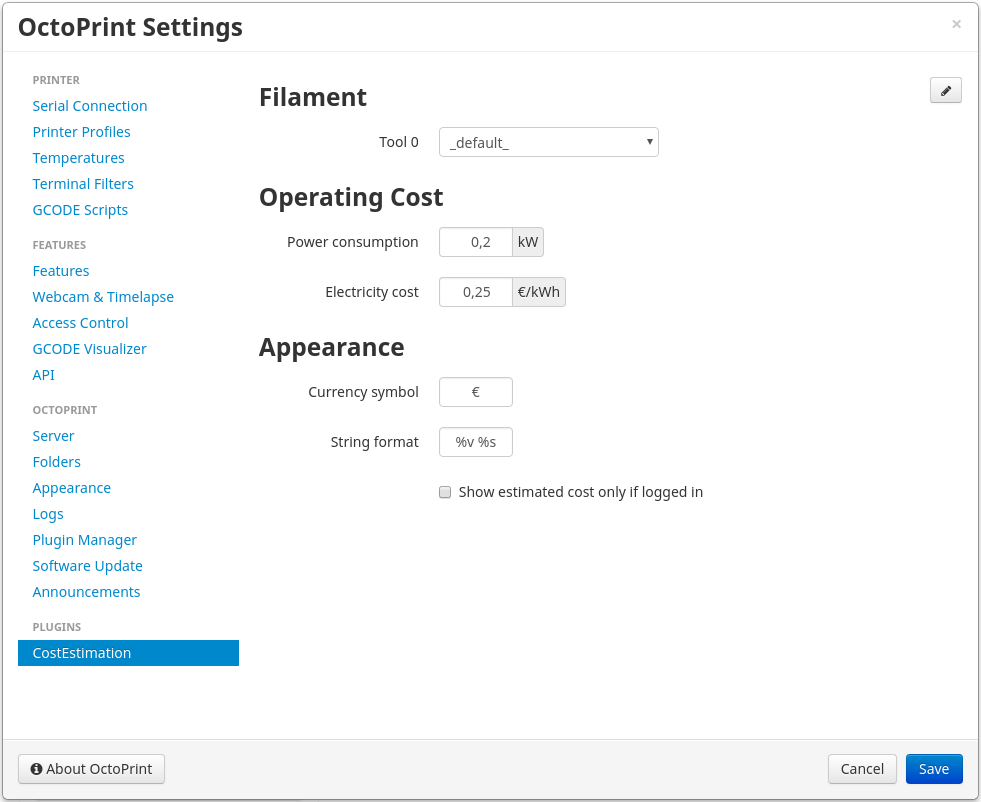 OctoPrint Settings
×
PRINTER
Serial Connection
Printer Profiles
Temperatures
Terminal Filters
GCODE Scripts
FEATURES
Features
Webcam & Timelapse
Access Control
GCODE Visualizer
API
OCTOPRINT
Server
Folders
Appearance
Logs
Plugin Manager
Software Update
Announcements
PLUGINS
CostEstimation
Filament
Tool 0 _default_
Operating Cost
Power consumption 0,2 kW
Electricity cost 0,25 €/kWh
Appearance
Currency symbol €
String format %v %s
Show estimated cost only if logged in
About OctoPrint Cancel Save